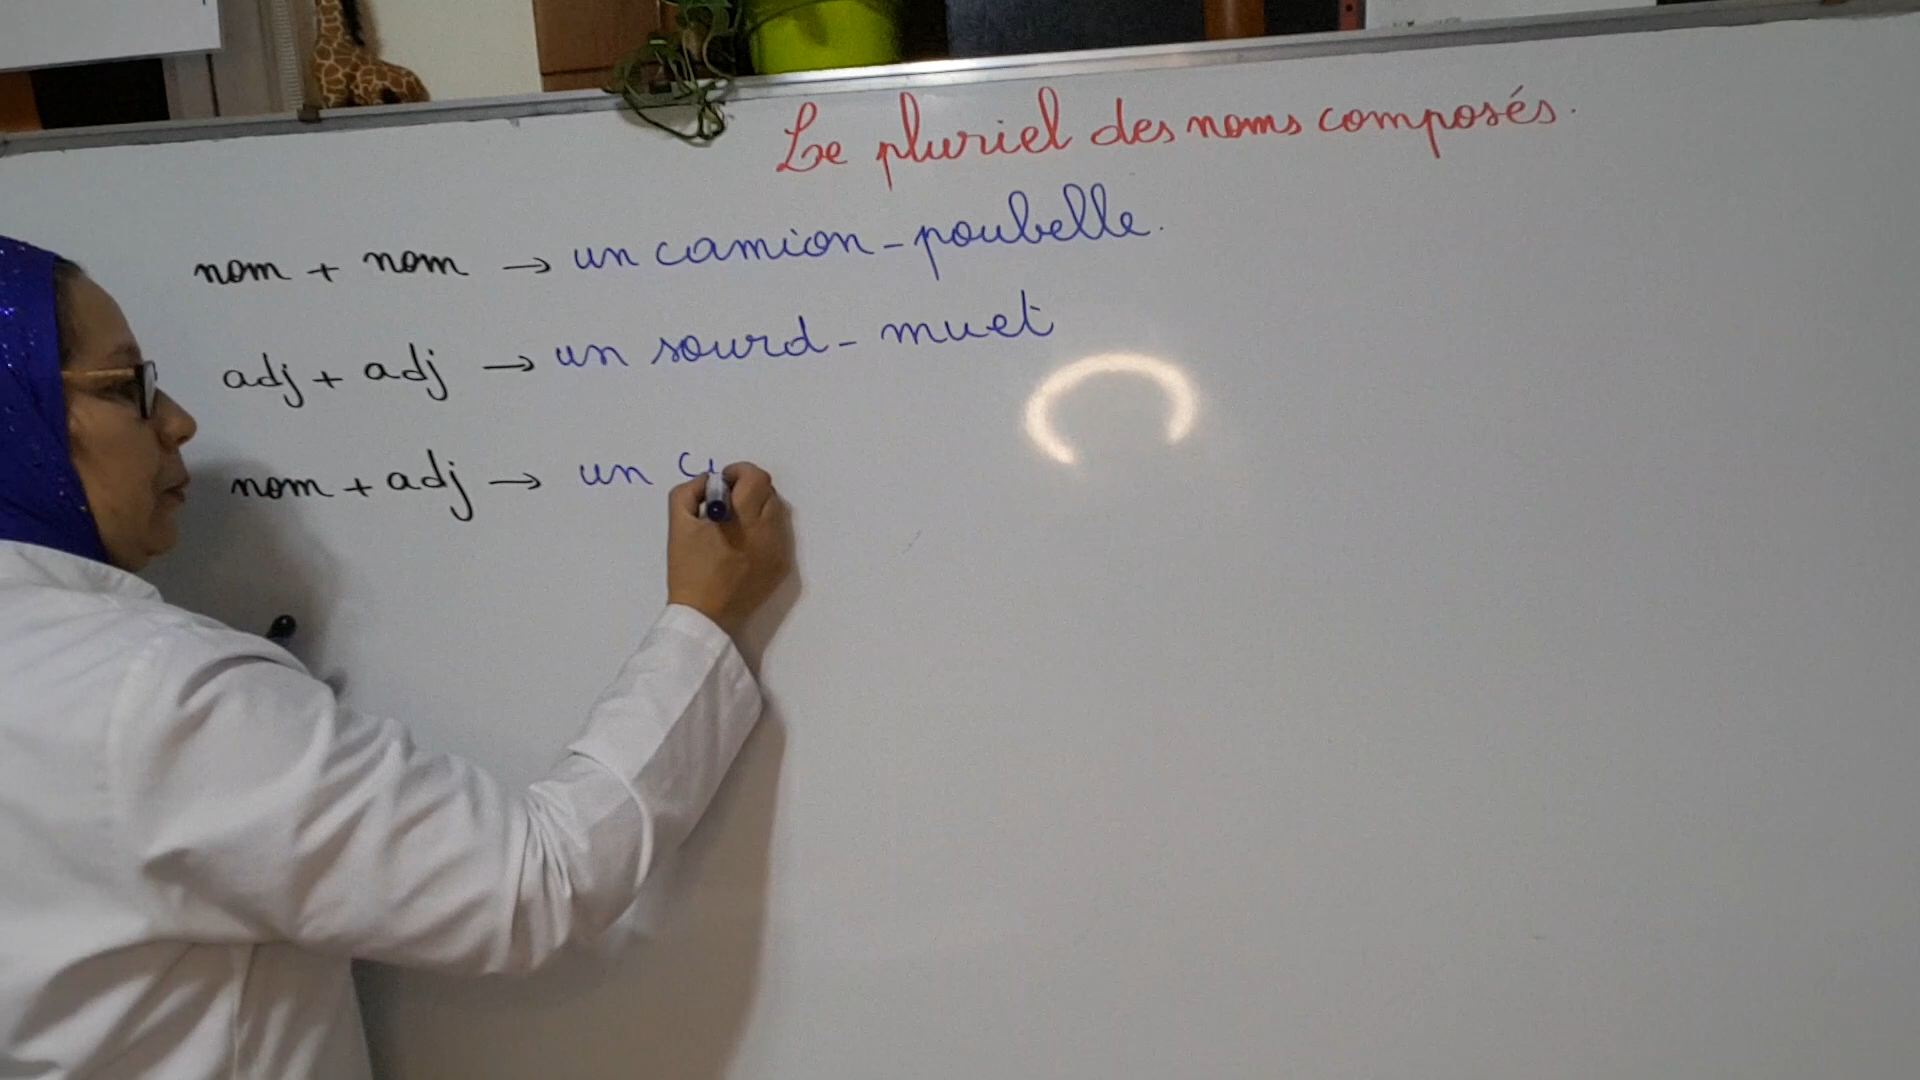 Le pluriel des noms composés.
nom + nom → un camion-poubelle.
adj + adj → un sourd-muet
nom + adj → un